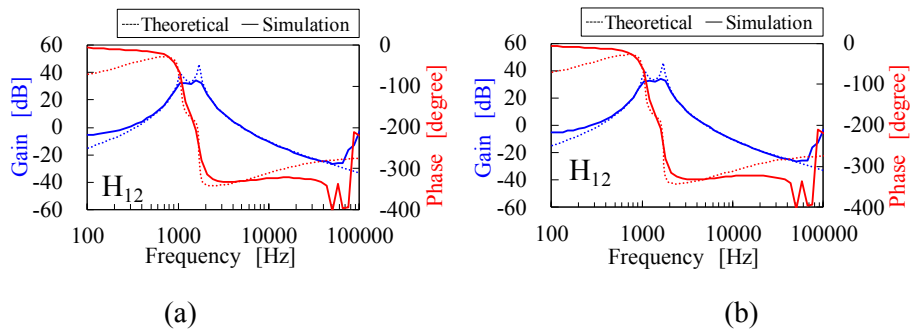 Theoretical Simulation
60
40
20
0
-20
-40
-60
Gain [dB]
0
-100
-200
-300
-400
Phase [degree]
H12
100 1000 10000 100000
Frequency [Hz]
(a)
Theoretical Simulation
60
40
20
0
-20
-40
-60
Gain [dB]
0
-100
-200
-300
-400
Phase [degree]
H12
100 1000 10000 100000
Frequency [Hz]
(b)